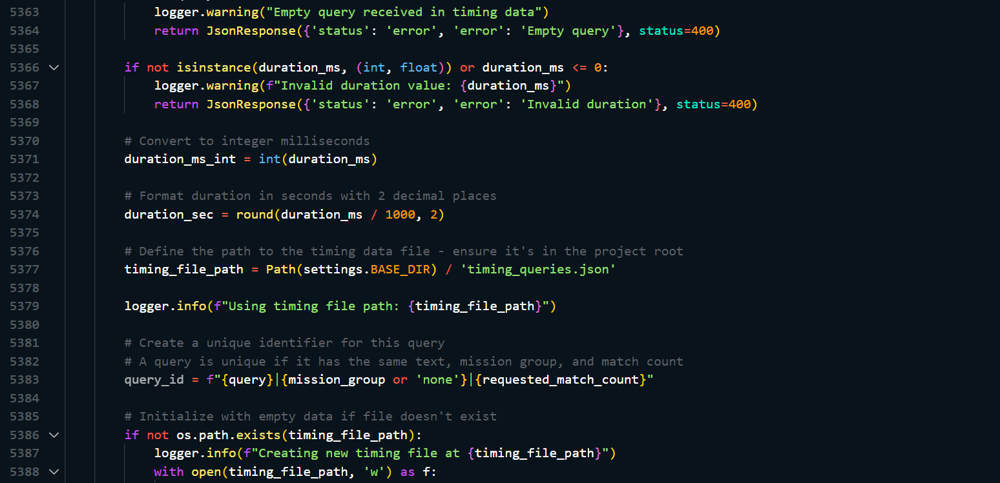 5363 logger.warning("Empty query received in timing data")
5364 return JsonResponse({'status': 'error', 'error': 'Empty query'}, status=400)
5365
5366 if not isinstance(duration_ms, (int, float)) or duration_ms <= 0:
5367 logger.warning(f"Invalid duration value: {duration_ms}")
5368 return JsonResponse({'status': 'error', 'error': 'Invalid duration'}, status=400)
5369
5370 # Convert to integer milliseconds
5371 duration_ms_int = int(duration_ms)
5372
5373 # Format duration in seconds with 2 decimal places
5374 duration_sec = round(duration_ms / 1000, 2)
5375
5376 # Define the path to the timing data file - ensure it's in the project root
5377 timing_file_path = Path(settings.BASE_DIR) / 'timing_queries.json'
5378
5379 logger.info(f"Using timing file path: {timing_file_path}")
5380
5381 # Create a unique identifier for this query
5382 # A query is unique if it has the same text, mission group, and match count
5383 query_id = f"{query}|{mission_group or 'none'}|{requested_match_count}"
5384
5385 # Initialize with empty data if file doesn't exist
5386 if not os.path.exists(timing_file_path):
5387 logger.info(f"Creating new timing file at {timing_file_path}")
5388 with open(timing_file_path, 'w') as f: